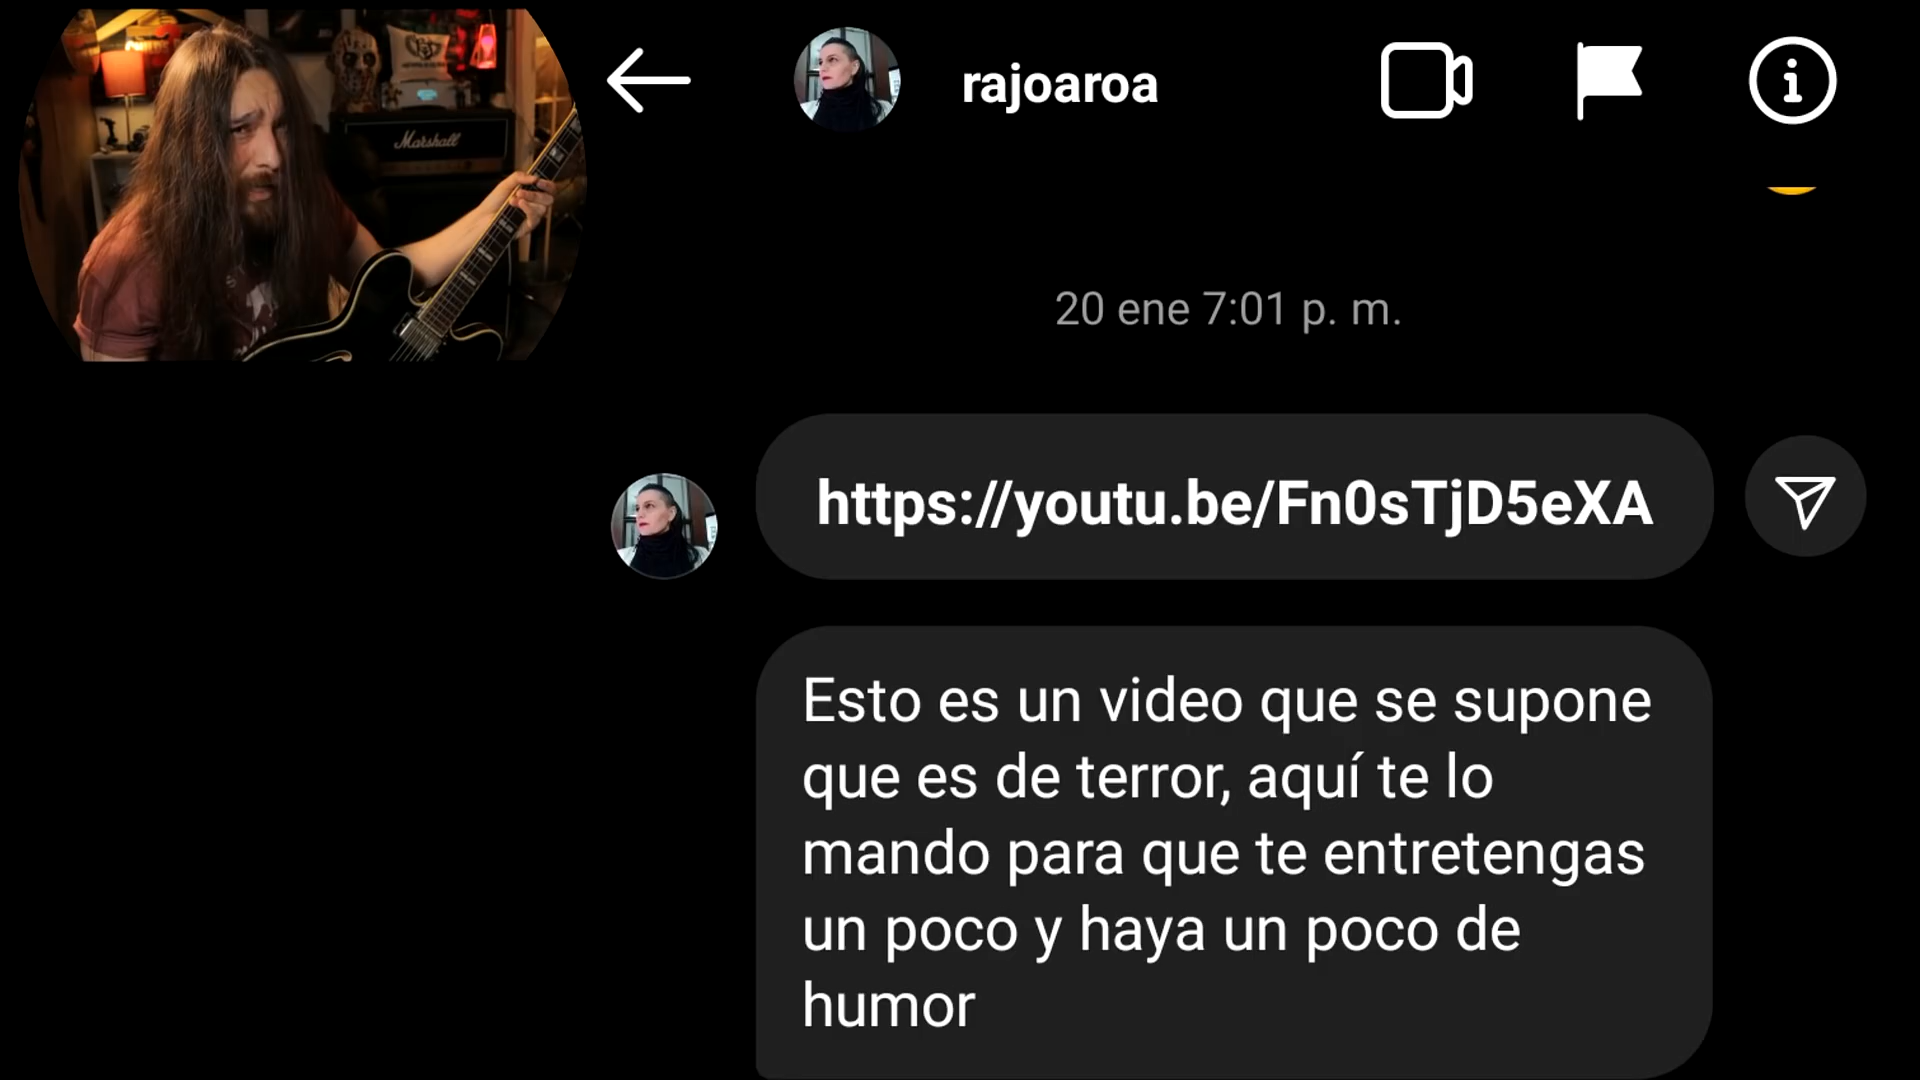 Marshall
rajoaroa
20 ene 7:01 p. m.
https://youtu.be/Fn0sTjD5eXA
Esto es un video que se supone
que es de terror, aquí te lo
mando para que te entretengas
un poco y haya un poco de
humor